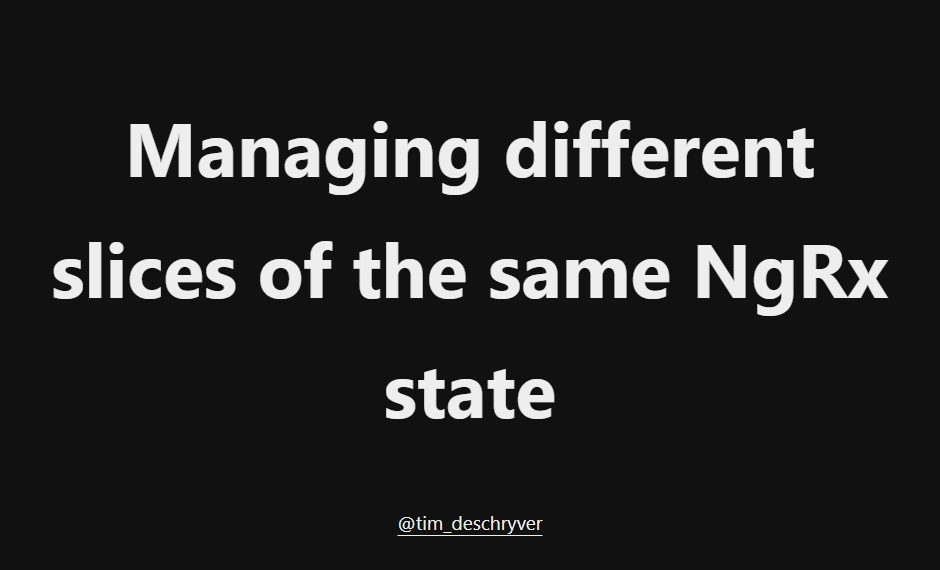 Managing different
slices of the same NgRx
state
@tim_deschryver